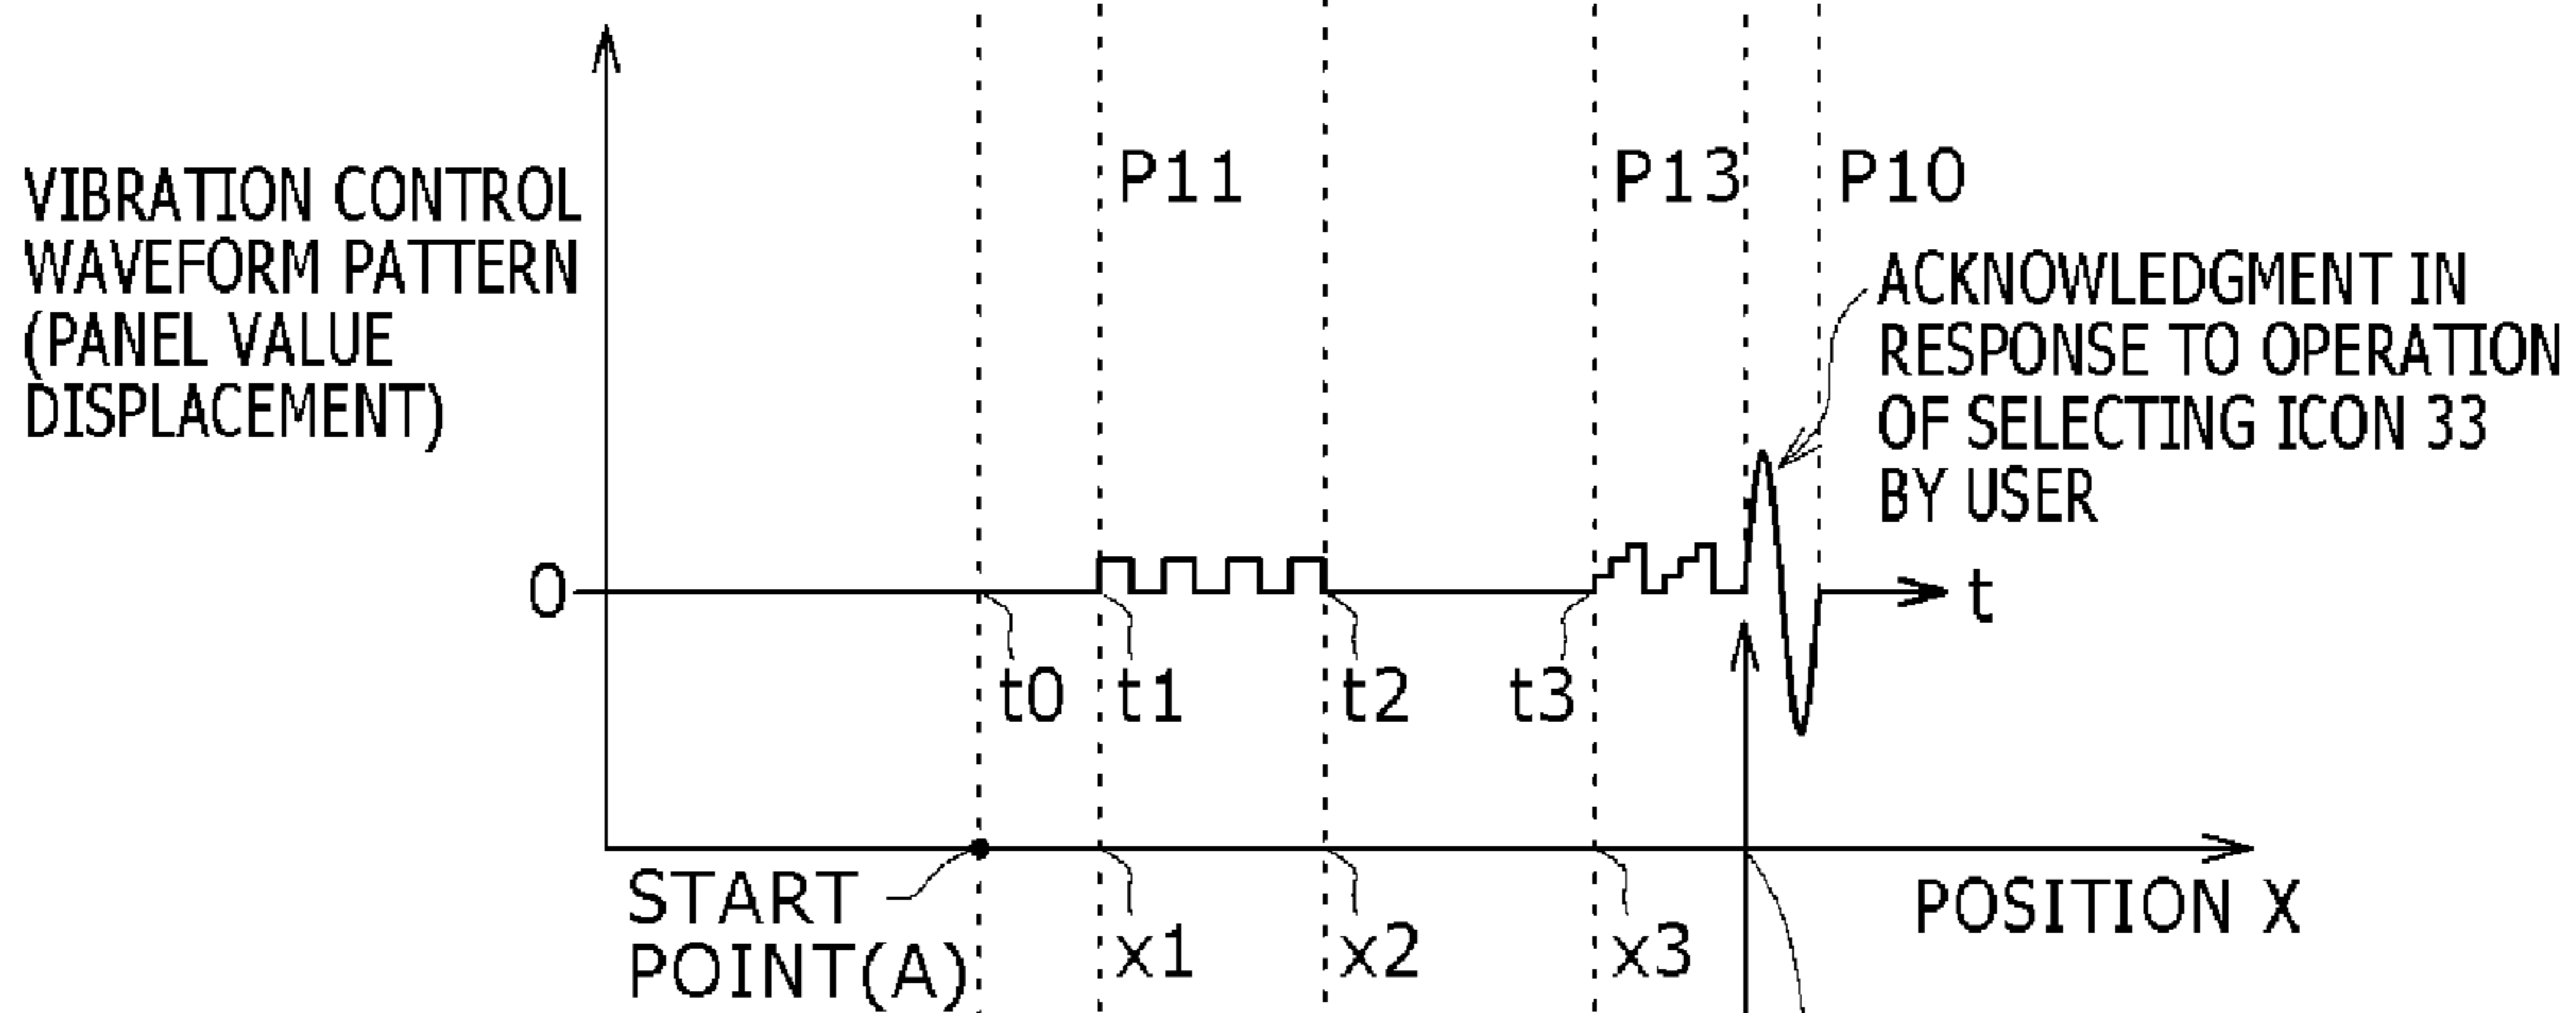 VIBRATION CONTROL
WAVEFORM PATTERN
(PANEL VALUE
DISPLACEMENT)
P11
P13
P10
ACKNOWLEDGMENT IN
RESPONSE TO OPERATION
OF SELECTING ICON 33
BY USER
0
t
t0
t1
t2
t3
START
POINT(A)
x1
x2
x3
POSITION X